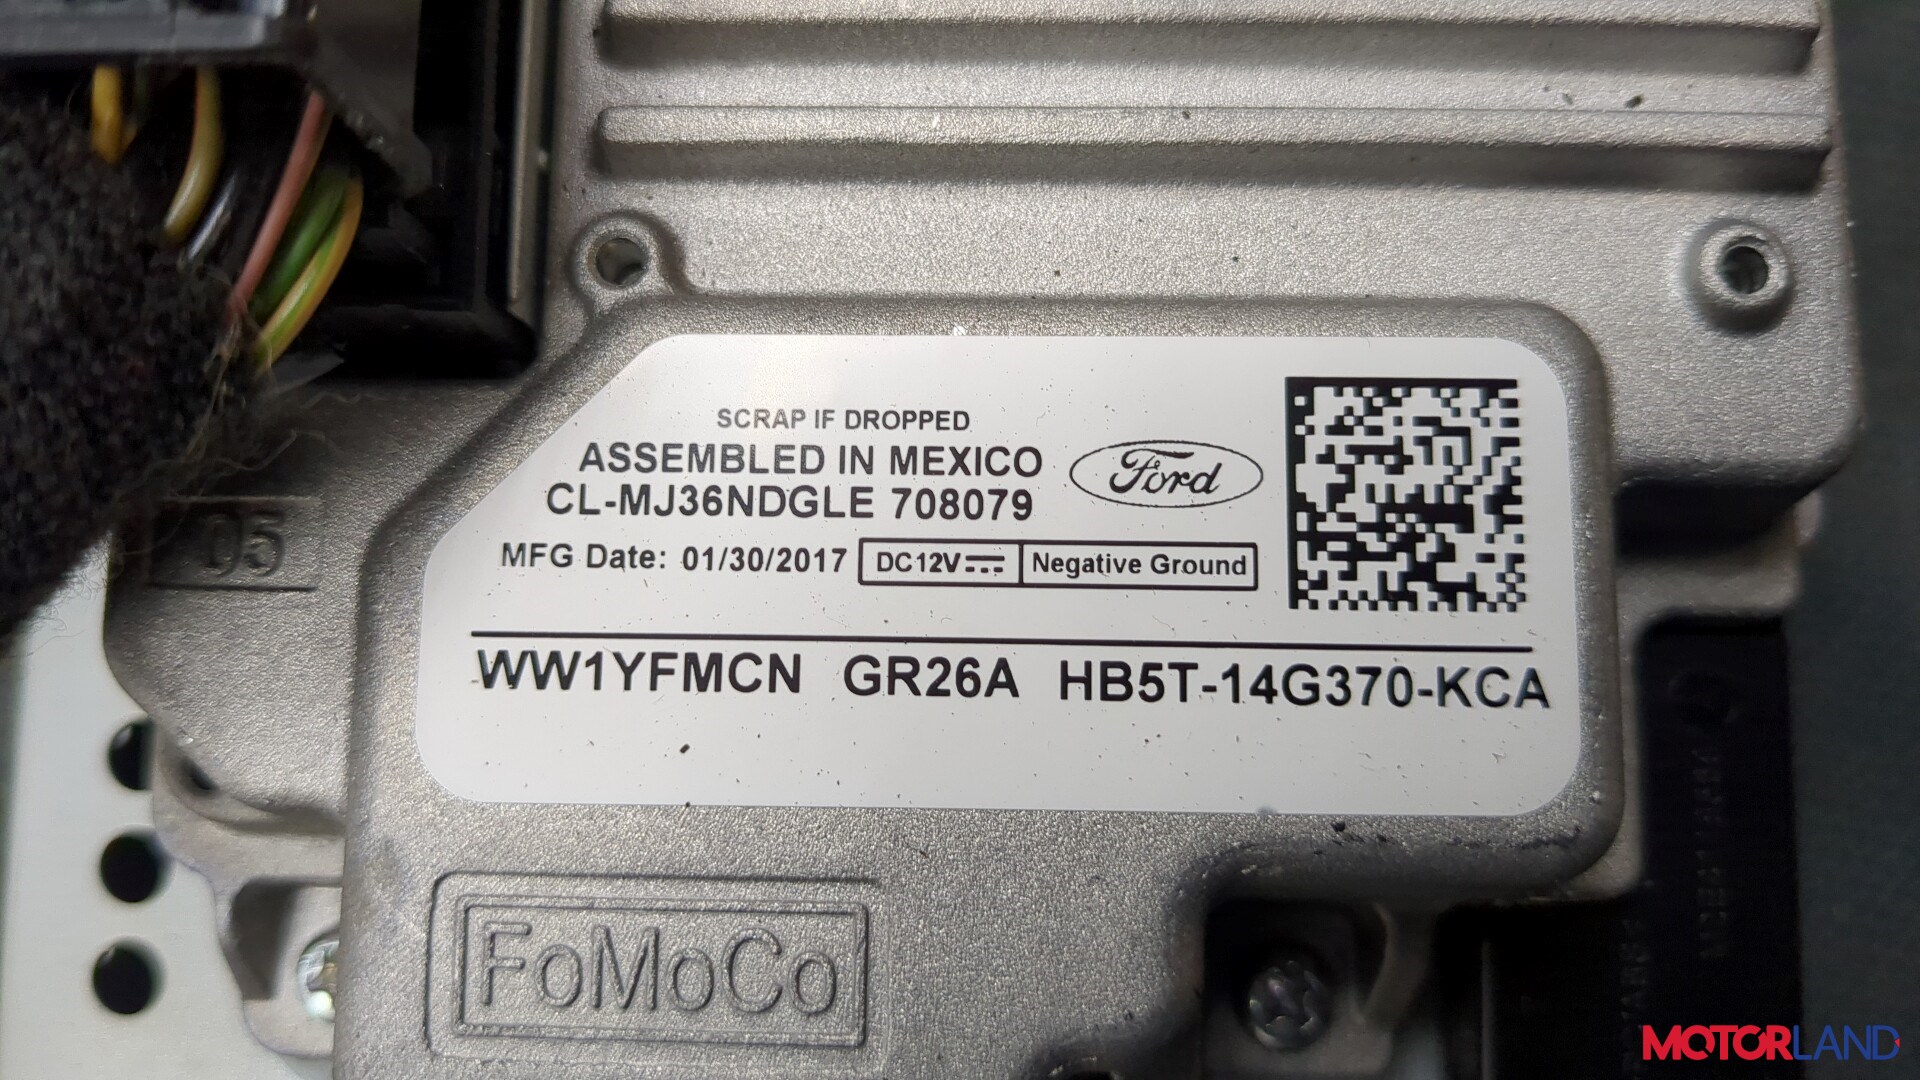 SCRAP IF DROPPED
ASSEMBLED IN MEXICO
CL-MJ36NDGLE 708079
Ford
MFG Date: 01/30/2017 DC12V Negative Ground
WW1YFMCN GR26A HB5T-14G370-KCA
05
FoMoCo
MOTORLAND